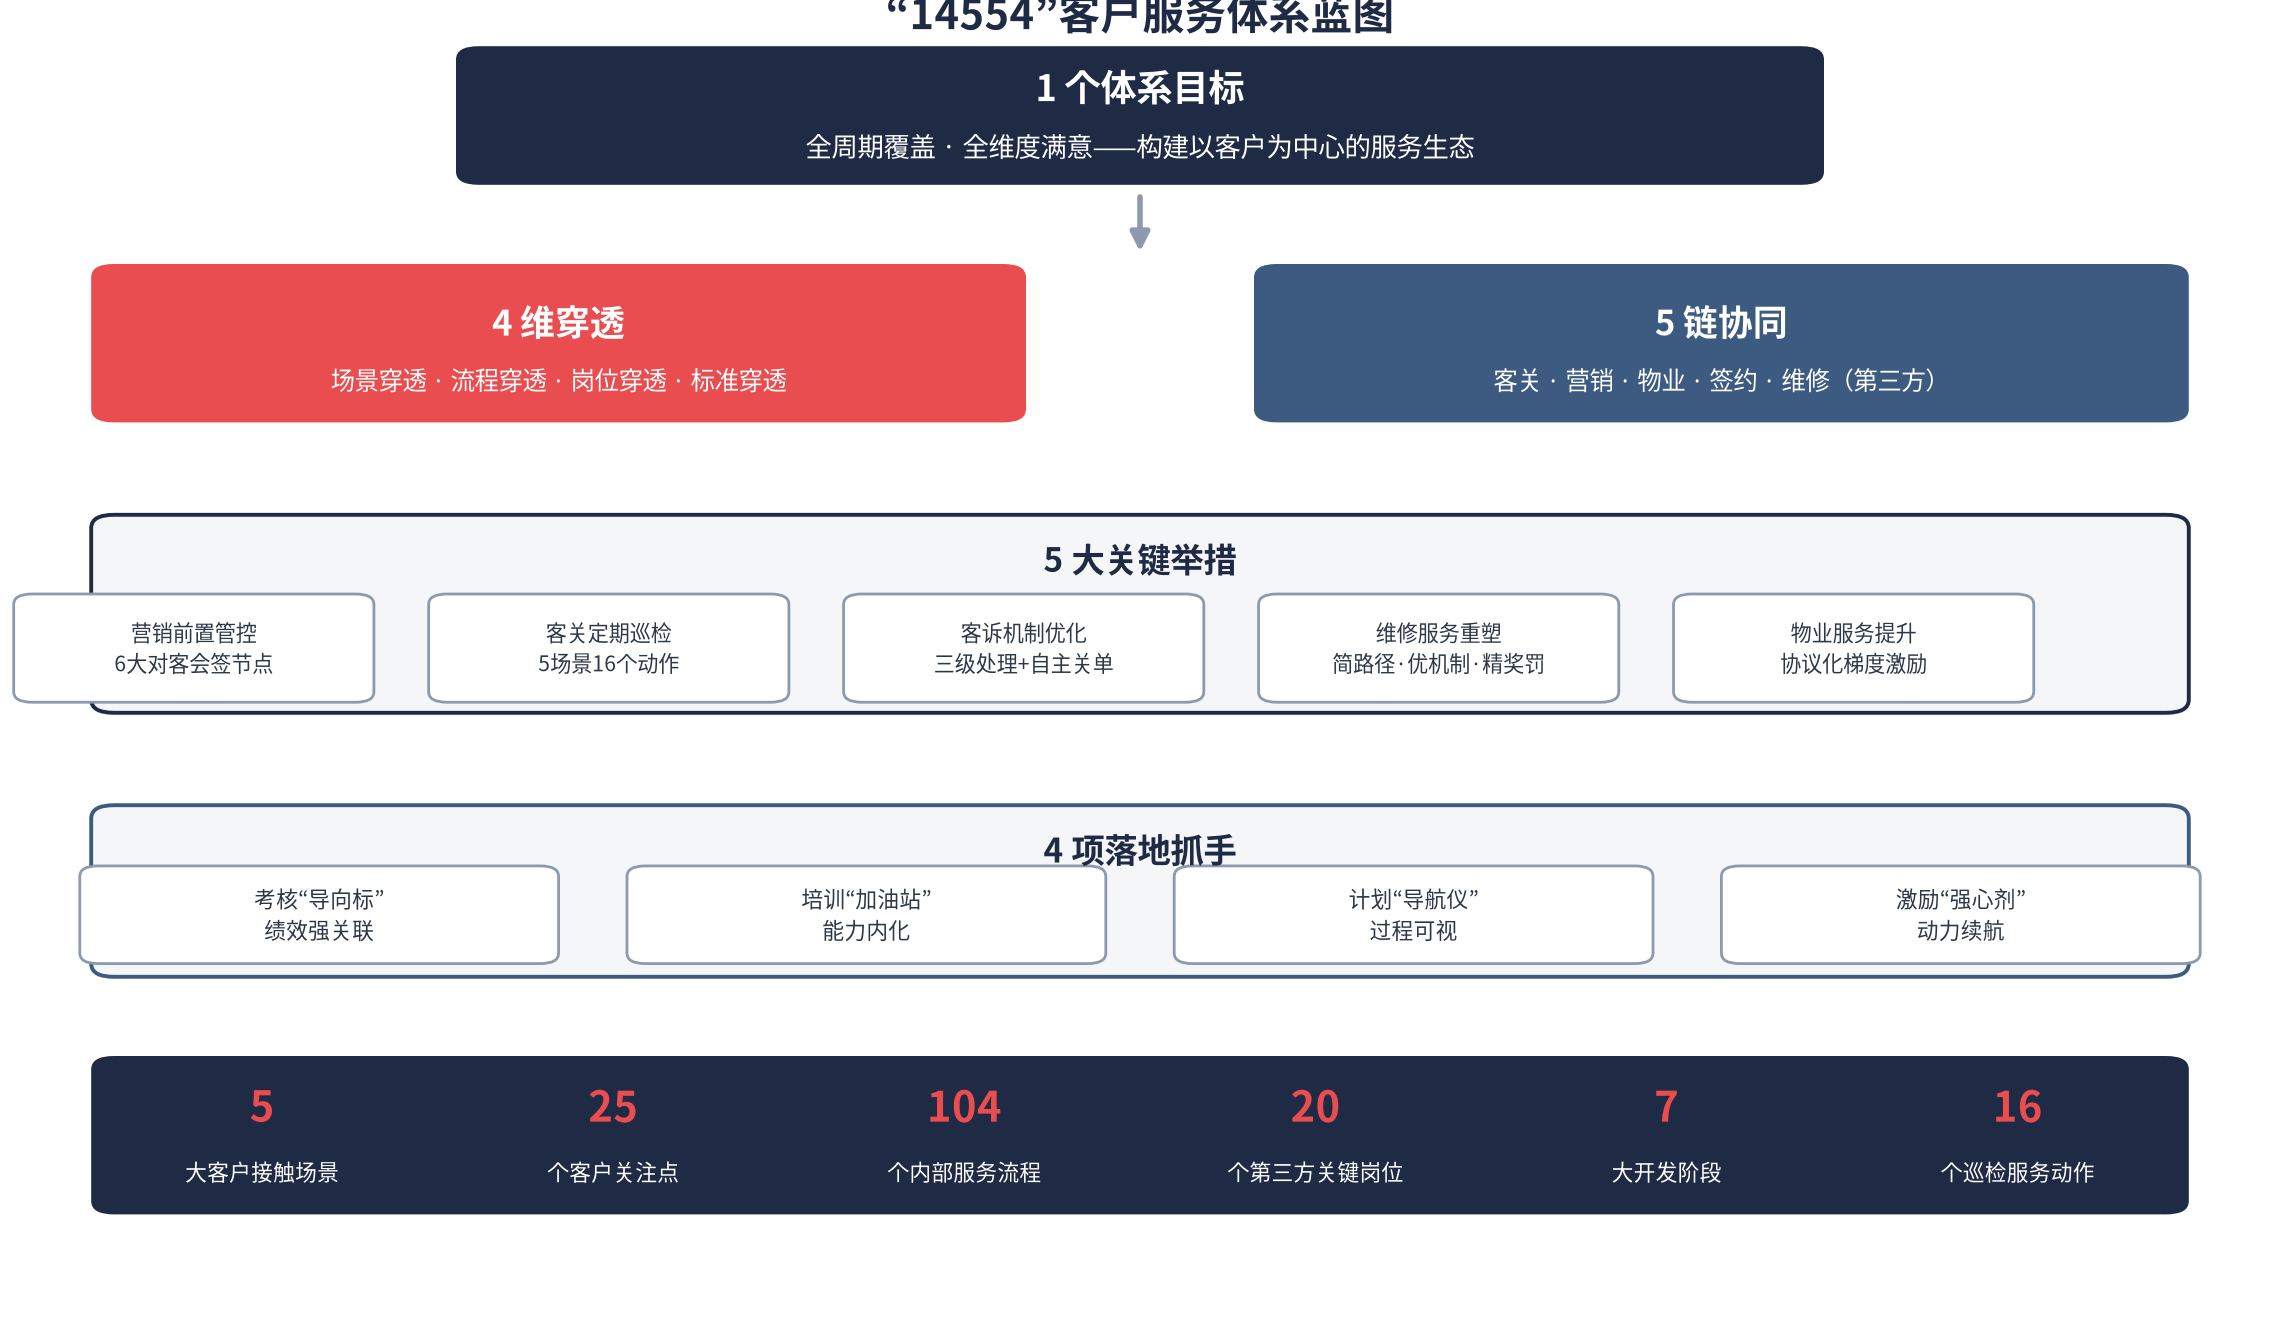 “14554”客户服务体系蓝图
1 个体系目标
全周期覆盖 · 全维度满意——构建以客户为中心的服务生态
4 维穿透
场景穿透 · 流程穿透 · 岗位穿透 · 标准穿透
5 链协同
客关 · 营销 · 物业 · 签约 · 维修（第三方）
5 大关键举措
营销前置管控
6大对客会签节点
客关定期巡检
5场景16个动作
客诉机制优化
三级处理+自主关单
维修服务重塑
简路径·优机制·精奖罚
物业服务提升
协议化梯度激励
4 项落地抓手
考核“导向标”
绩效强关联
培训“加油站”
能力内化
计划“导航仪”
过程可视
激励“强心剂”
动力续航
5
大客户接触场景
25
个客户关注点
104
个内部服务流程
20
个第三方关键岗位
7
大开发阶段
16
个巡检服务动作